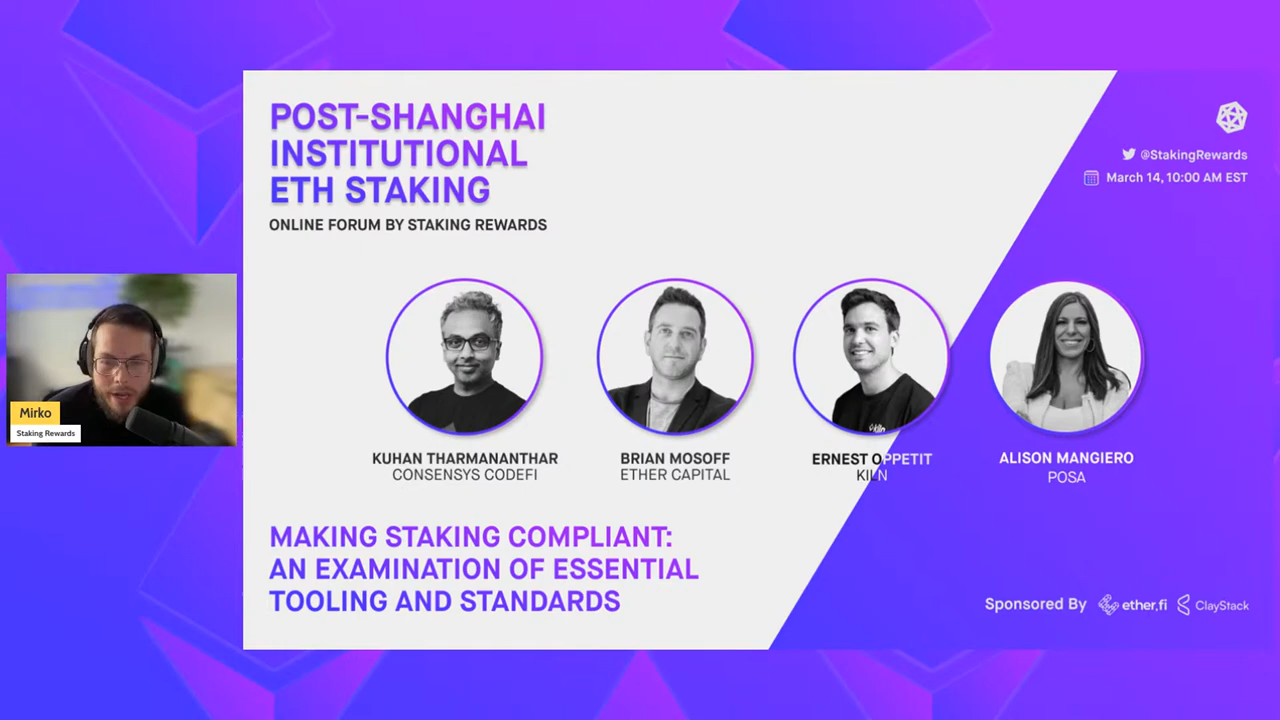 POST-SHANGHAI
INSTITUTIONAL
ETH STAKING
ONLINE FORUM BY STAKING REWARDS
@StakingRewards
March 14, 10:00 AM EST
Mirko
Staking Rewards
KUHAN THARMANANTHAR
CONSENSYS CODEFI
BRIAN MOSOFF
ETHER CAPITAL
ERNEST OPPETIT
KILN
ALISON MANGIERO
POSA
MAKING STAKING COMPLIANT:
AN EXAMINATION OF ESSENTIAL
TOOLING AND STANDARDS
Sponsored By ether.fi ClayStack